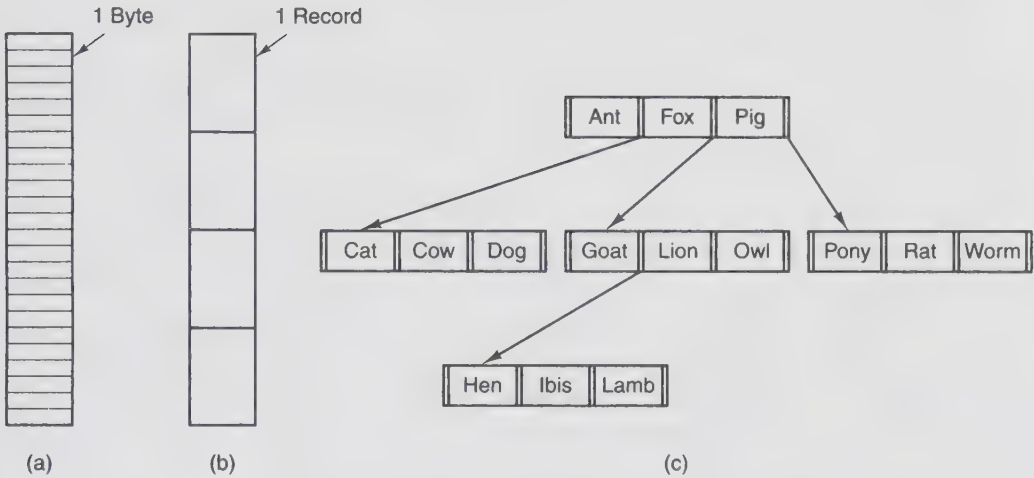 1 Byte
1 Record
Ant Fox Pig
Cat Cow Dog
Goat Lion Owl
Pony Rat Worm
Hen Ibis Lamb
(a)
(b)
(c)